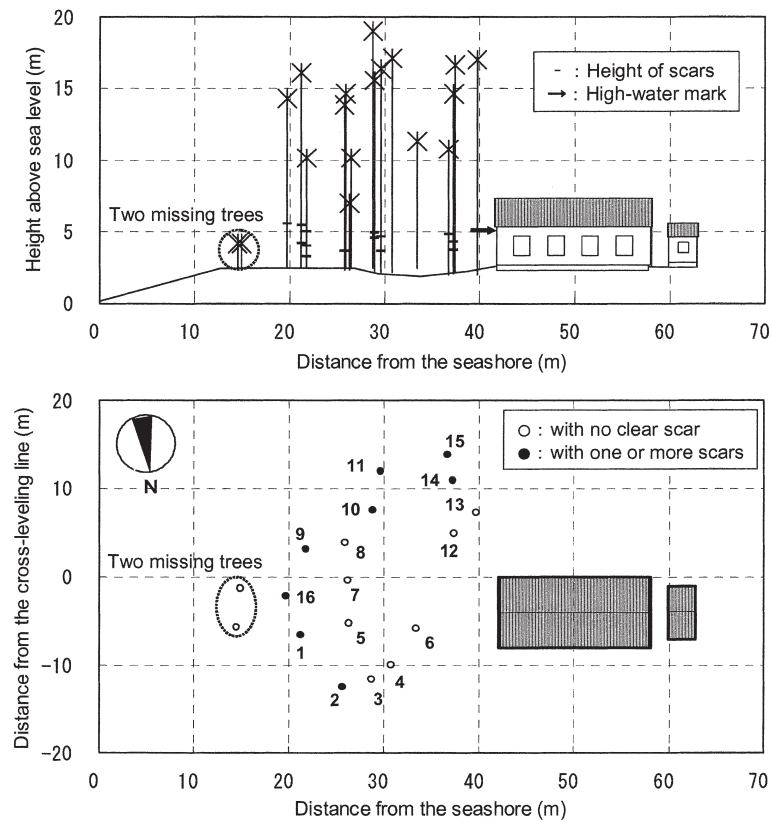 20
15
10
5
0
Height above sea level (m)
- : Height of scars
→ : High-water mark
Two missing trees
0 10 20 30 40 50 60 70
Distance from the seashore (m)
20
10
0
-10
-20
Distance from the cross-leveling line (m)
N
○ : with no clear scar
● : with one or more scars
15
11
14
10
13
9
8
12
Two missing trees
16
7
5
6
1
4
2
3
0 10 20 30 40 50 60 70
Distance from the seashore (m)